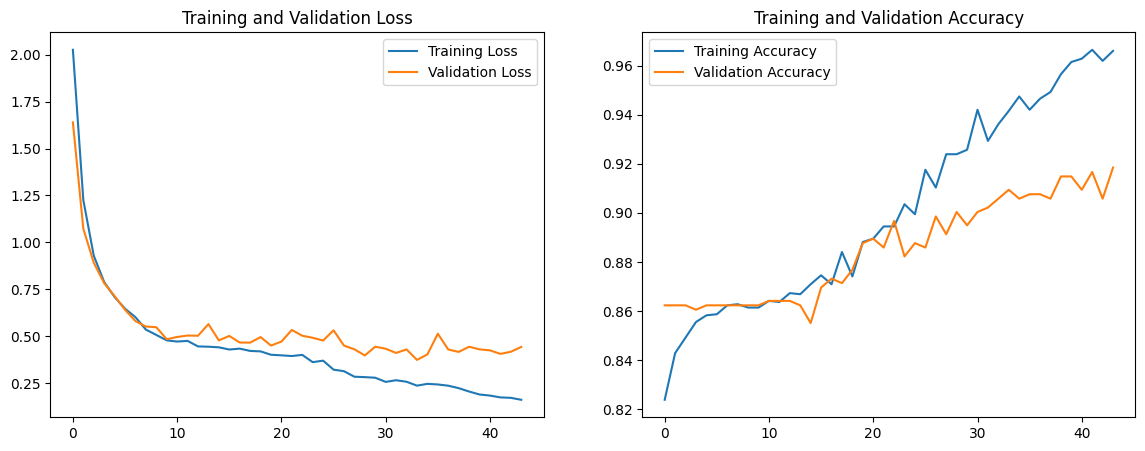 Training and Validation Loss
Training Loss
Validation Loss
2.00
1.75
1.50
1.25
1.00
0.75
0.50
0.25
0 10 20 30 40
Training and Validation Accuracy
Training Accuracy
Validation Accuracy
0.96
0.94
0.92
0.90
0.88
0.86
0.84
0.82
0 10 20 30 40